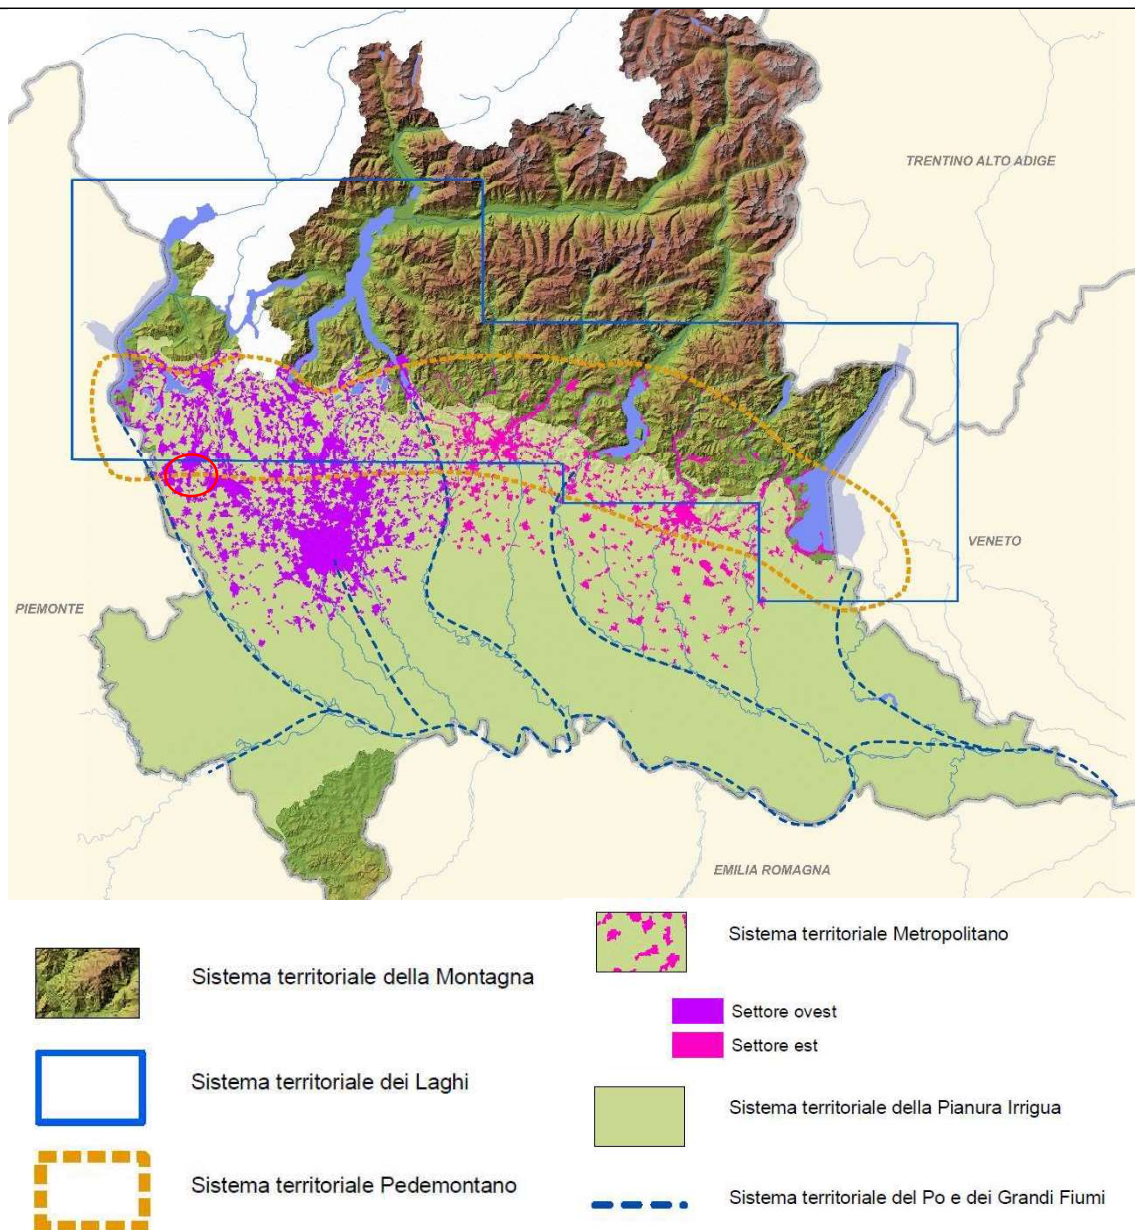 TRENTINO ALTO ADIGE
VENETO
PIEMONTE
EMILIA ROMAGNA
Sistema territoriale della Montagna
Sistema territoriale dei Laghi
Sistema territoriale Pedemontano
Sistema territoriale Metropolitano
Settore ovest
Settore est
Sistema territoriale della Pianura Irrigua
Sistema territoriale del Po e dei Grandi Fiumi